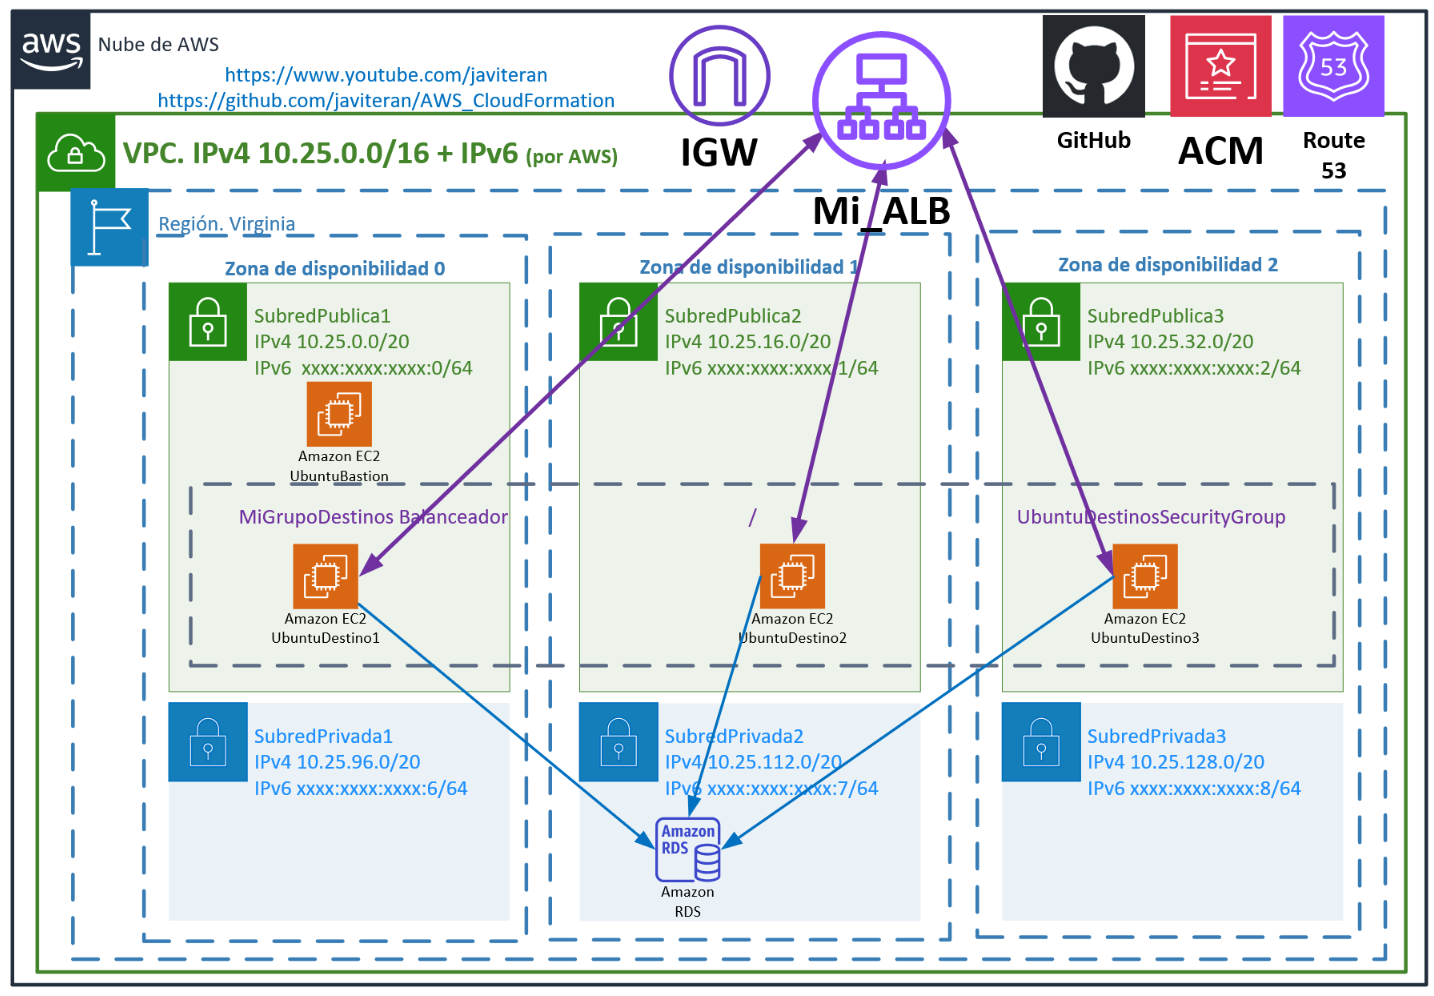 aws
Nube de AWS
https://www.youtube.com/javiteran
https://github.com/javiteran/AWS_CloudFormation
IGW
Mi_ALB
GitHub
ACM
53
Route
53
VPC. IPv4 10.25.0.0/16 + IPv6 (por AWS)
Región. Virginia
Zona de disponibilidad 0
Zona de disponibilidad 1
Zona de disponibilidad 2
SubredPublica1
IPv4 10.25.0.0/20
IPv6 xxxx:xxxx:xxxx:0/64
SubredPublica2
IPv4 10.25.16.0/20
IPv6 xxxx:xxxx:xxxx:1/64
SubredPublica3
IPv4 10.25.32.0/20
IPv6 xxxx:xxxx:xxxx:2/64
Amazon EC2
UbuntuBastion
MiGrupoDestinos Balanceador
/
UbuntuDestinosSecurityGroup
Amazon EC2
UbuntuDestino1
Amazon EC2
UbuntuDestino2
Amazon EC2
UbuntuDestino3
SubredPrivada1
IPv4 10.25.96.0/20
IPv6 xxxx:xxxx:xxxx:6/64
SubredPrivada2
IPv4 10.25.112.0/20
IPv6 xxxx:xxxx:xxxx:7/64
SubredPrivada3
IPv4 10.25.128.0/20
IPv6 xxxx:xxxx:xxxx:8/64
Amazon
RDS
Amazon
RDS